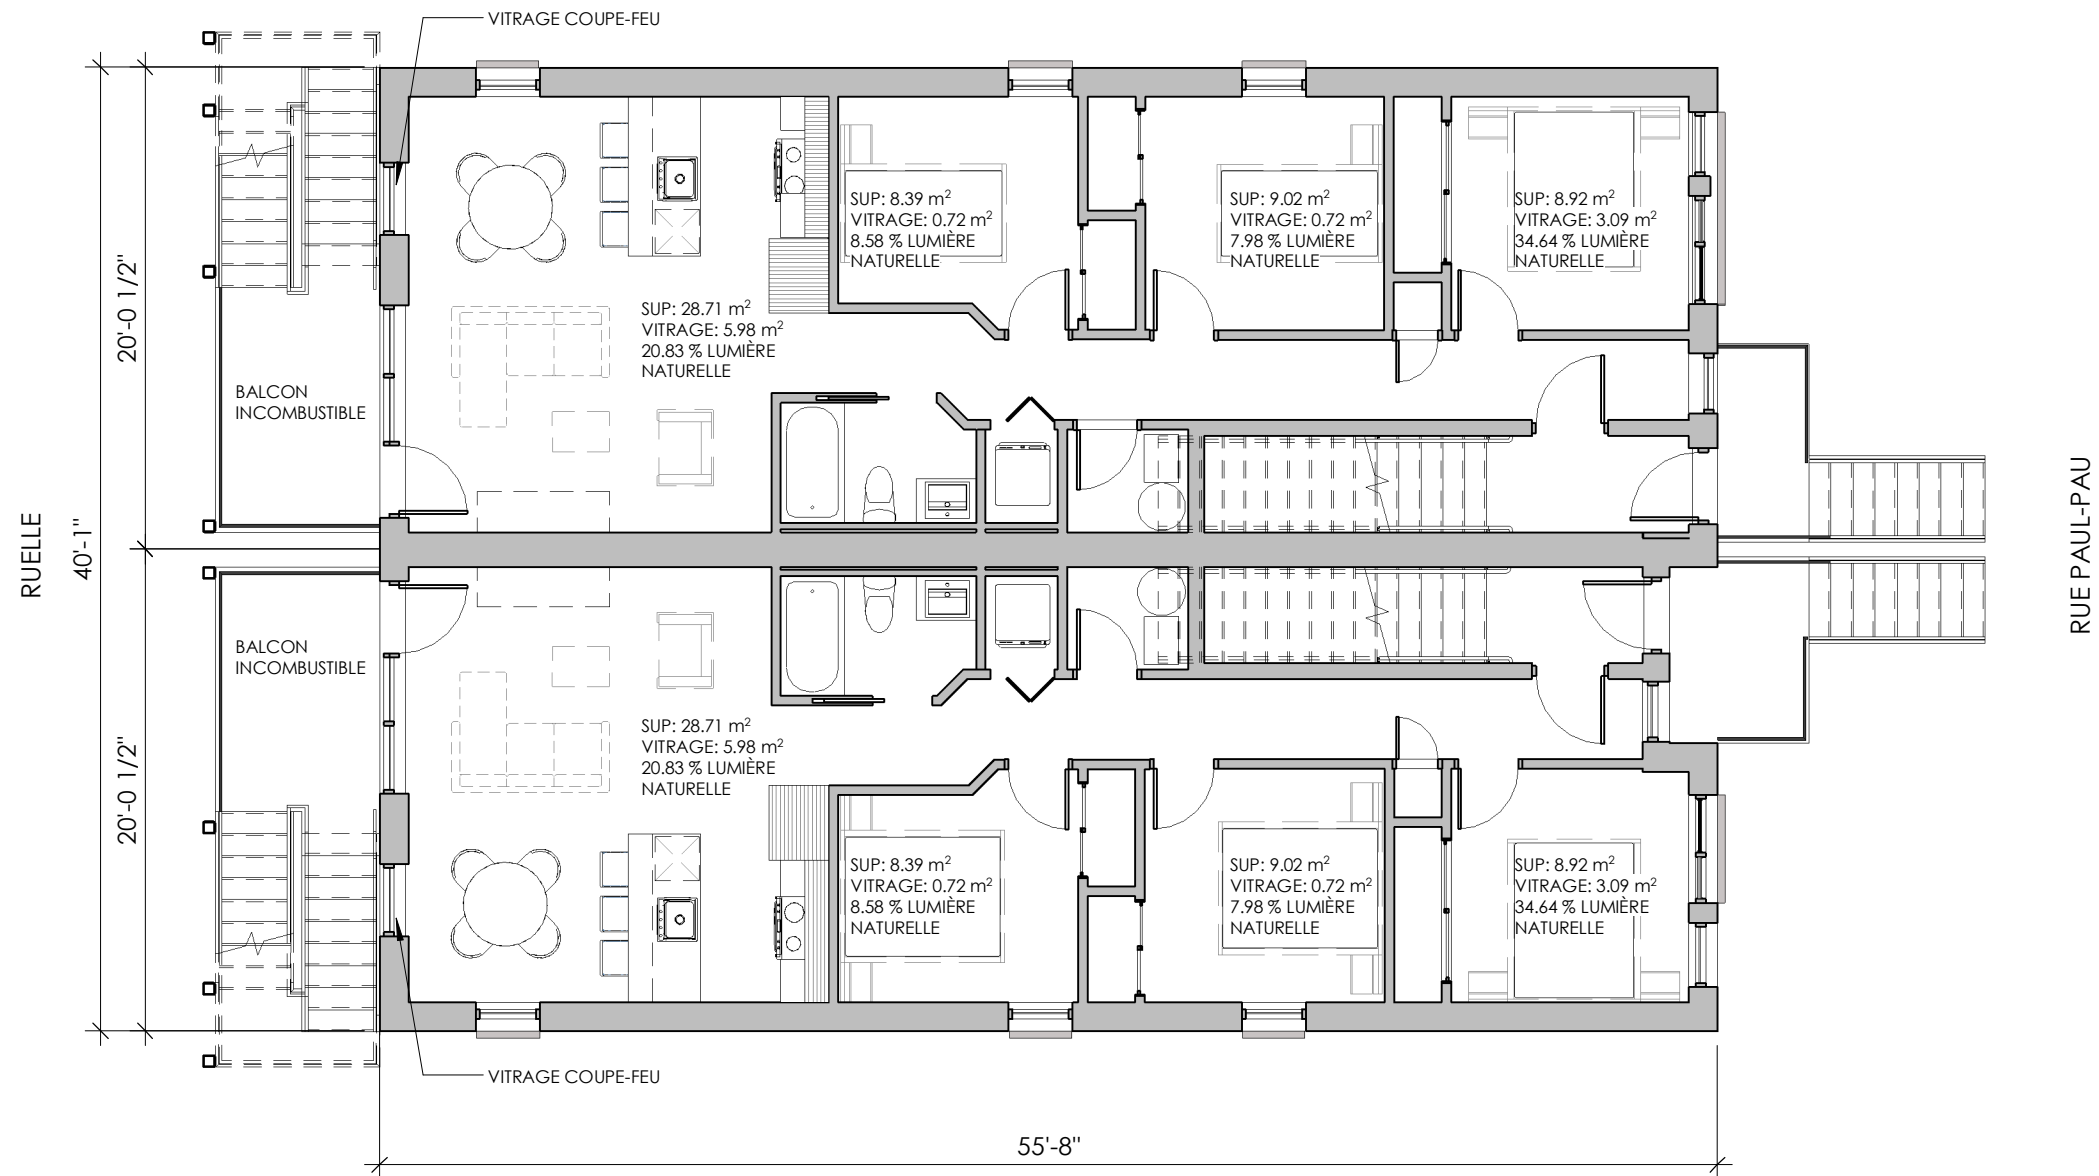 VITRAGE COUPE-FEU
20'-0 1/2"
40'-1"
20'-0 1/2"
RUELLE
RUE PAUL-PAU
BALCON
INCOMBUSTIBLE
SUP: 28.71 m²
VITRAGE: 5.98 m²
20.83 % LUMIÈRE
NATURELLE
SUP: 8.39 m²
VITRAGE: 0.72 m²
8.58 % LUMIÈRE
NATURELLE
SUP: 9.02 m²
VITRAGE: 0.72 m²
7.98 % LUMIÈRE
NATURELLE
SUP: 8.92 m²
VITRAGE: 3.09 m²
34.64 % LUMIÈRE
NATURELLE
BALCON
INCOMBUSTIBLE
SUP: 28.71 m²
VITRAGE: 5.98 m²
20.83 % LUMIÈRE
NATURELLE
SUP: 8.39 m²
VITRAGE: 0.72 m²
8.58 % LUMIÈRE
NATURELLE
SUP: 9.02 m²
VITRAGE: 0.72 m²
7.98 % LUMIÈRE
NATURELLE
SUP: 8.92 m²
VITRAGE: 3.09 m²
34.64 % LUMIÈRE
NATURELLE
VITRAGE COUPE-FEU
55'-8"